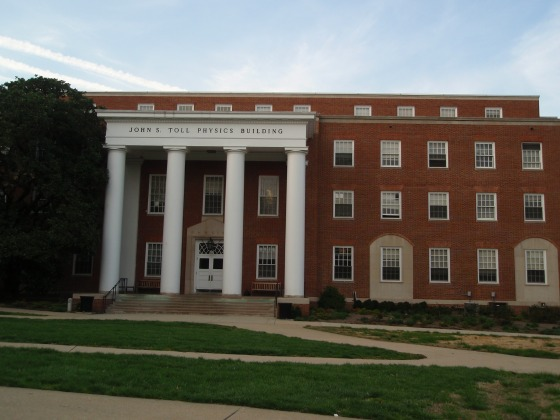 JOHN S. TOLL PHYSICS BUILDING